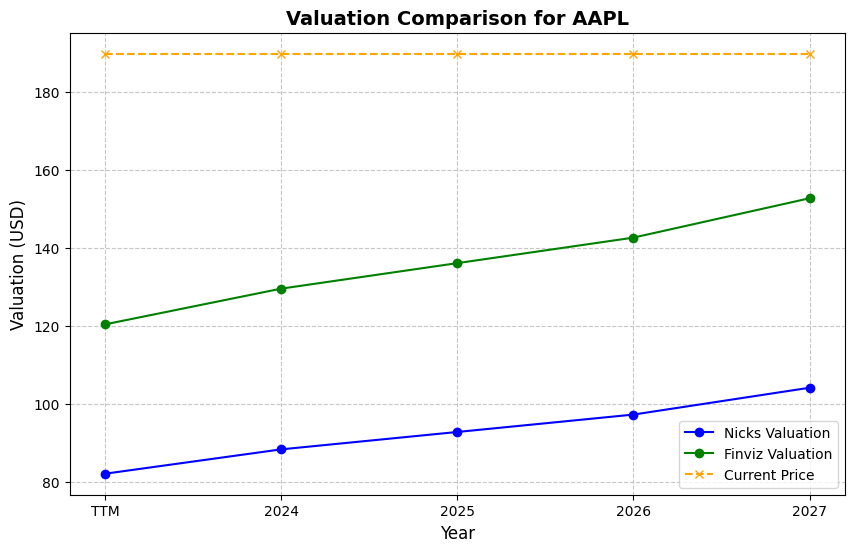 Valuation Comparison for AAPL
Valuation (USD)
180
160
140
120
100
80
TTM
2024
2025
2026
2027
Year
Nicks Valuation
Finviz Valuation
Current Price